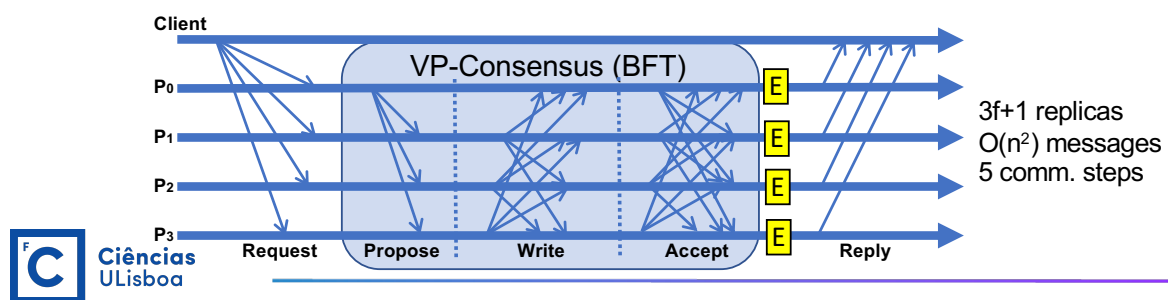 Client
VP-Consensus (BFT)
P0
E
P1
E
P2
E
P3
E
3f+1 replicas
O(n²) messages
5 comm. steps
Request
Propose
Write
Accept
Reply
F
C
Ciências
ULisboa